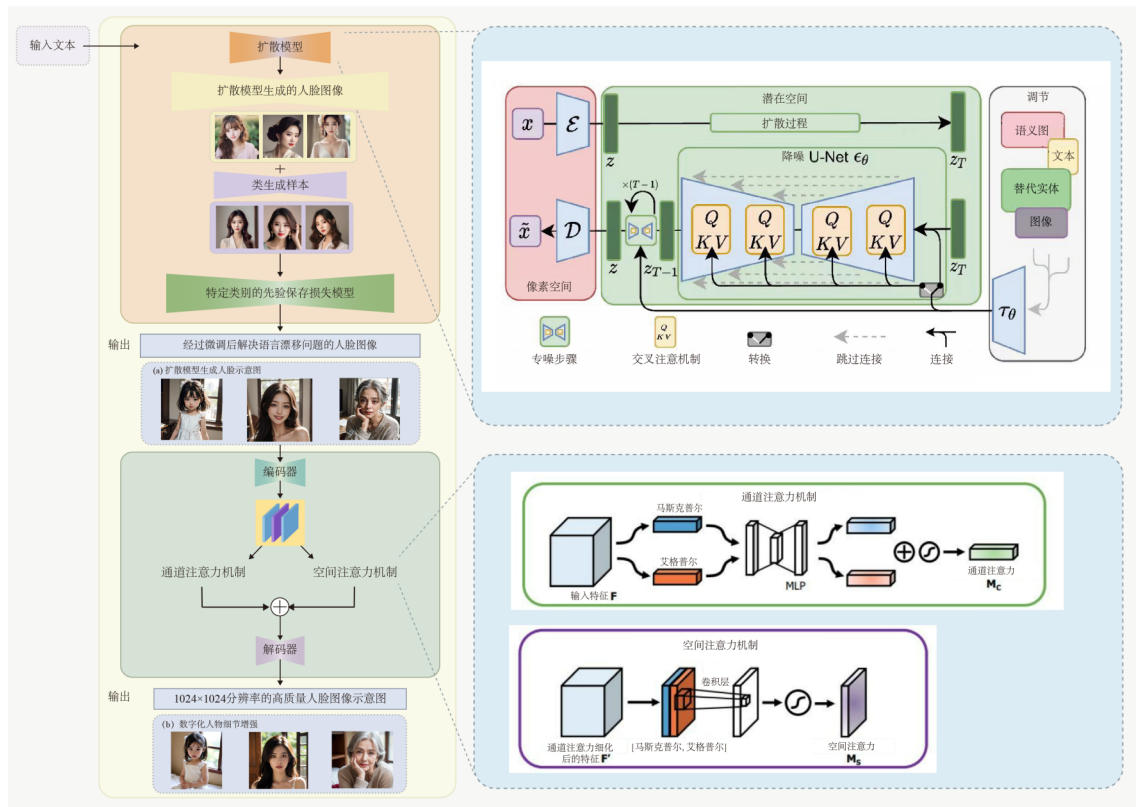 输入文本
扩散模型
扩散模型生成的人脸图像
+
类生成样本
特定类别的先验保存损失模型
输出
经过微调后解决语言漂移问题的人脸图像
(a) 扩散模型生成人脸示意图
编码器
通道注意力机制
空间注意力机制
解码器
输出
1024×1024分辨率的高质量人脸图像示意图
(b) 数字化人物细节增强
潜在空间
调节
x
ℰ
扩散过程
z
z_T
语义图
文本
替代实体
图像
降噪 U-Net ϵ_θ
×(T−1)
x̃
D
Q
KV
Q
KV
Q
KV
Q
KV
z
z_{T−1}
z_T
像素空间
τ_θ
Q
KV
专噪步骤
交叉注意机制
转换
跳过连接
连接
通道注意力机制
马斯克普尔
艾格普尔
MLP
输入特征 F
通道注意力
M_C
空间注意力机制
卷积层
通道注意力细化
后的特征 F'
[马斯克普尔, 艾格普尔]
空间注意力
M_S